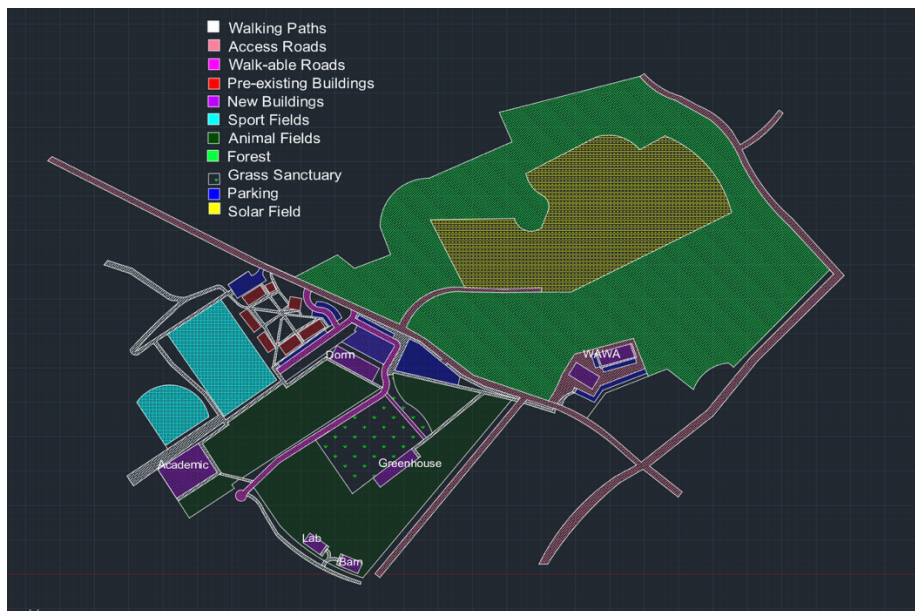 Walking Paths
Access Roads
Walk-able Roads
Pre-existing Buildings
New Buildings
Sport Fields
Animal Fields
Forest
Grass Sanctuary
Parking
Solar Field
Dorm
WAWA
Academic
Greenhouse
Lab
Barn